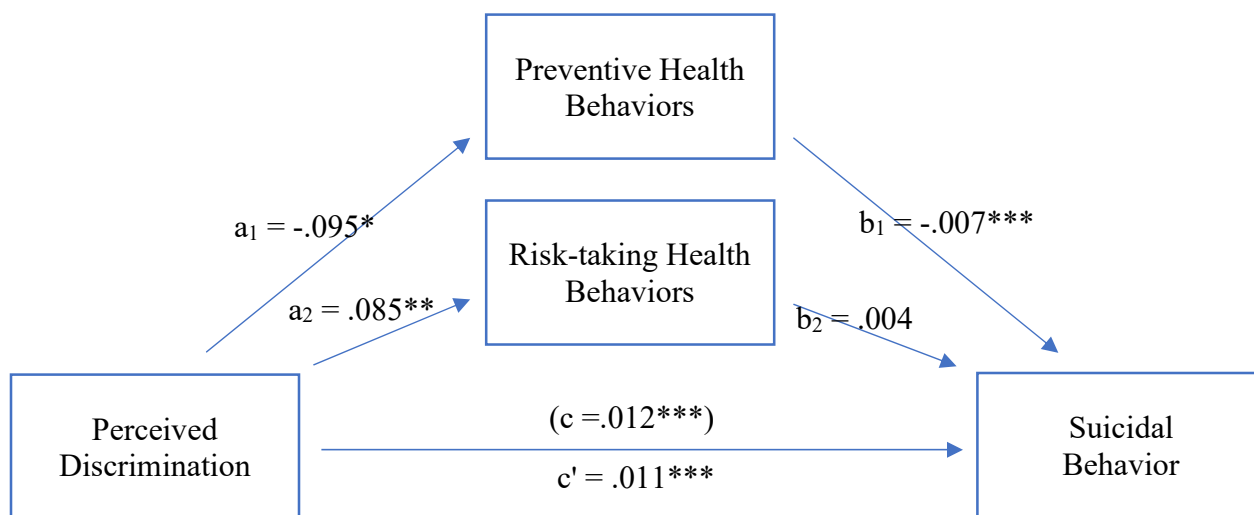 Preventive Health
Behaviors
a₁ = -.095*
b₁ = -.007***
Risk-taking Health
Behaviors
a₂ = .085**
b₂ = .004
Perceived
Discrimination
(c =.012***)
c' = .011***
Suicidal
Behavior